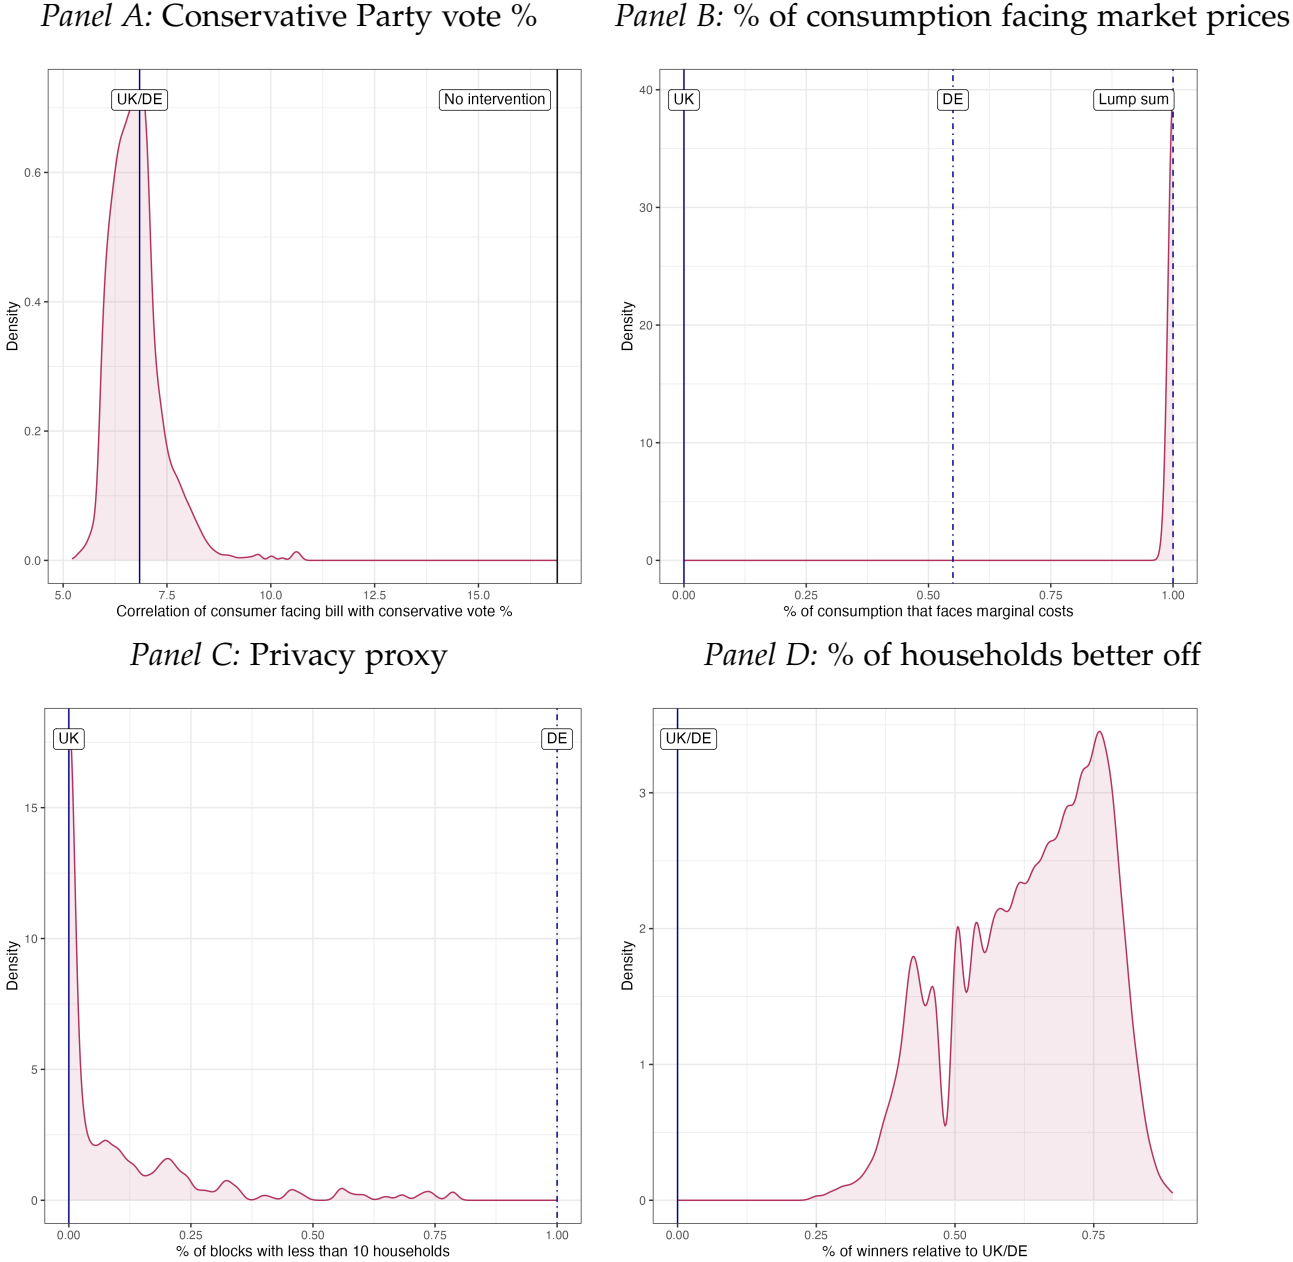 Panel A: Conservative Party vote %
Panel B: % of consumption facing market prices
UK/DE
No intervention
0.6
0.4
0.2
0.0
Density
5.0
7.5
10.0
12.5
15.0
Correlation of consumer facing bill with conservative vote %
UK
DE
Lump sum
40
30
20
10
0
Density
0.00
0.25
0.50
0.75
1.00
% of consumption that faces marginal costs
Panel C: Privacy proxy
Panel D: % of households better off
UK
DE
15
10
5
0
Density
0.00
0.25
0.50
0.75
1.00
% of blocks with less than 10 households
UK/DE
3
2
1
0
Density
0.00
0.25
0.50
0.75
% of winners relative to UK/DE